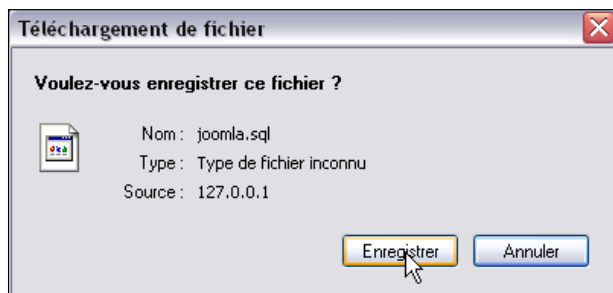 Téléchargement de fichier
Voulez-vous enregistrer ce fichier ?
Nom : joomla.sql
Type : Type de fichier inconnu
Source : 127.0.0.1
Enregistrer Annuler